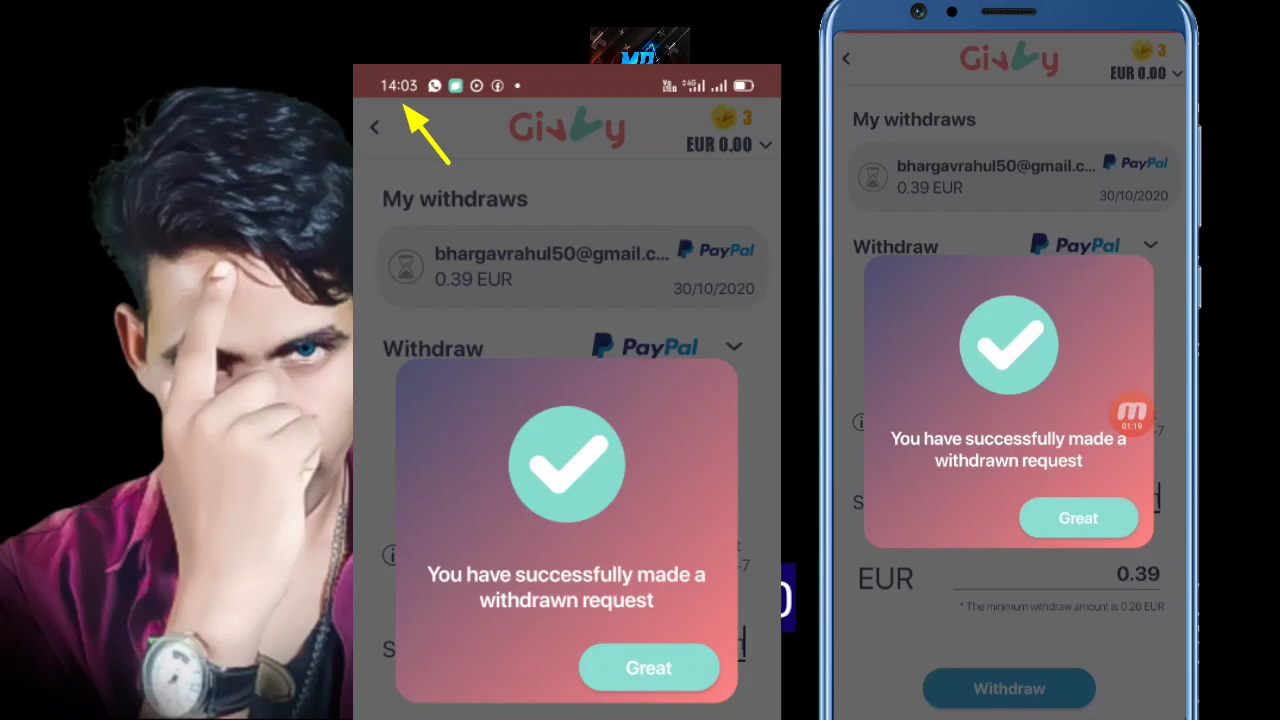 14:03
Givvy
3
EUR 0.00
My withdraws
bhargavrahul50@gmail.c...
PayPal
0.39 EUR
30/10/2020
Withdraw
PayPal
You have successfully made a
withdrawn request
Great
Givvy
3
EUR 0.00
My withdraws
bhargavrahul50@gmail.c...
PayPal
0.39 EUR
30/10/2020
Withdraw
PayPal
01:19
You have successfully made a
withdrawn request
Great
EUR
0.39
* The minimum withdraw amount is 0.26 EUR
Withdraw